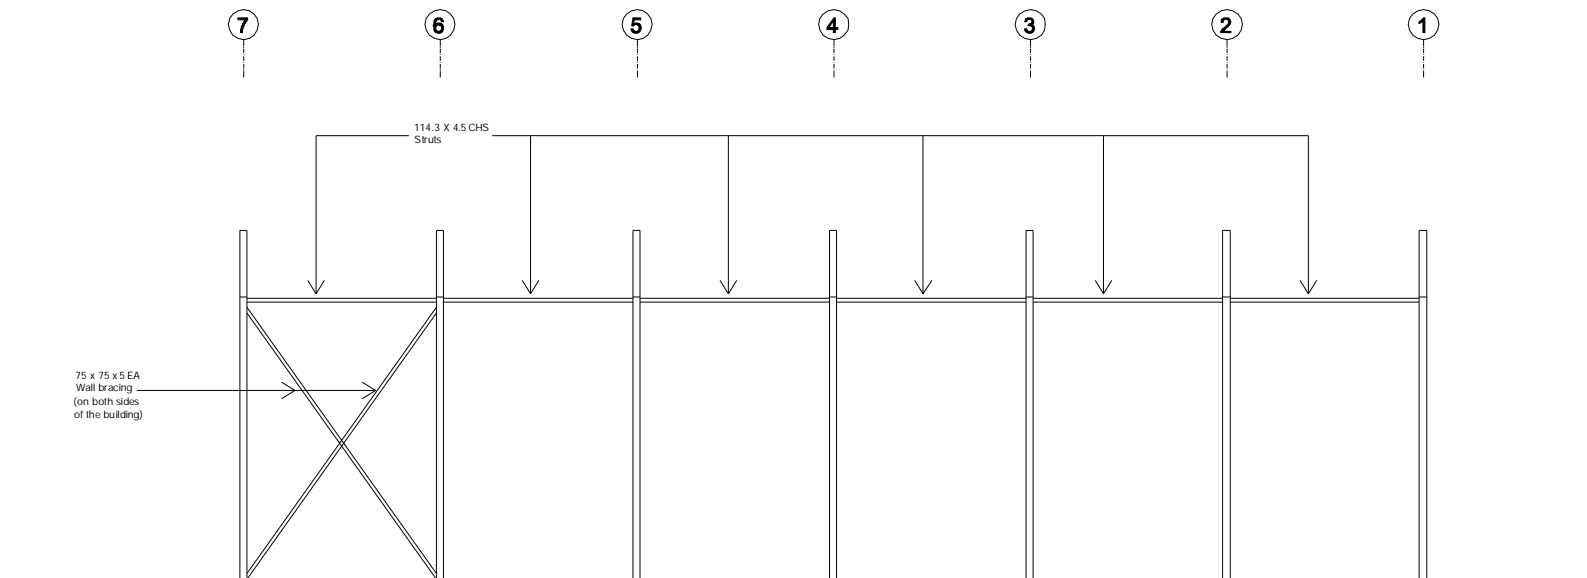 7 6 5 4 3 2 1
114.3 X 4.5 CHS
Struts
75 x 75 x 5 EA
Wall bracing
(on both sides
of the building)